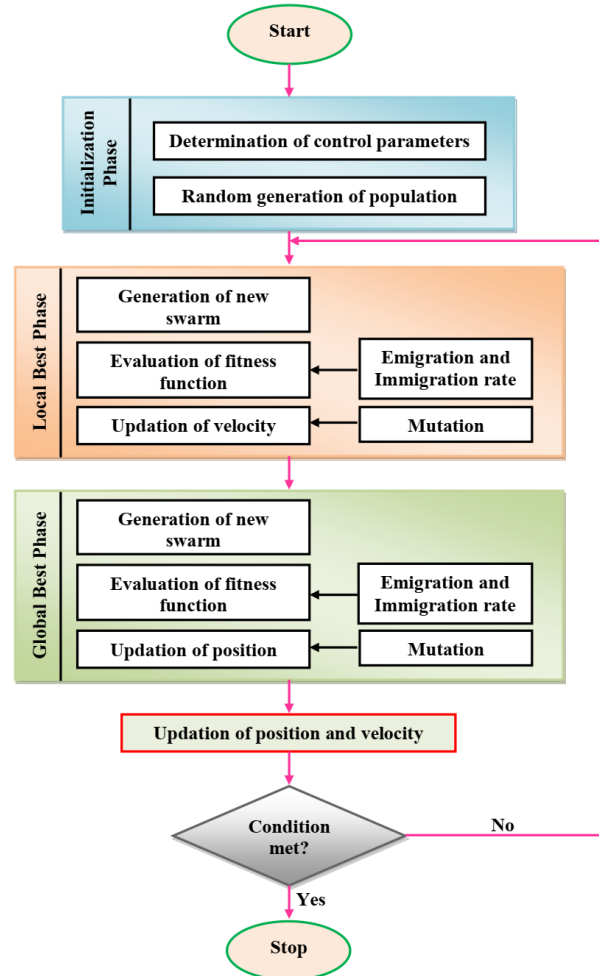 Start
Initialization
Phase
Determination of control parameters
Random generation of population
Local Best Phase
Generation of new
swarm
Evaluation of fitness
function
Emigration and
Immigration rate
Updation of velocity
Mutation
Global Best Phase
Generation of new
swarm
Evaluation of fitness
function
Emigration and
Immigration rate
Updation of position
Mutation
Updation of position and velocity
Condition
met?
No
Yes
Stop